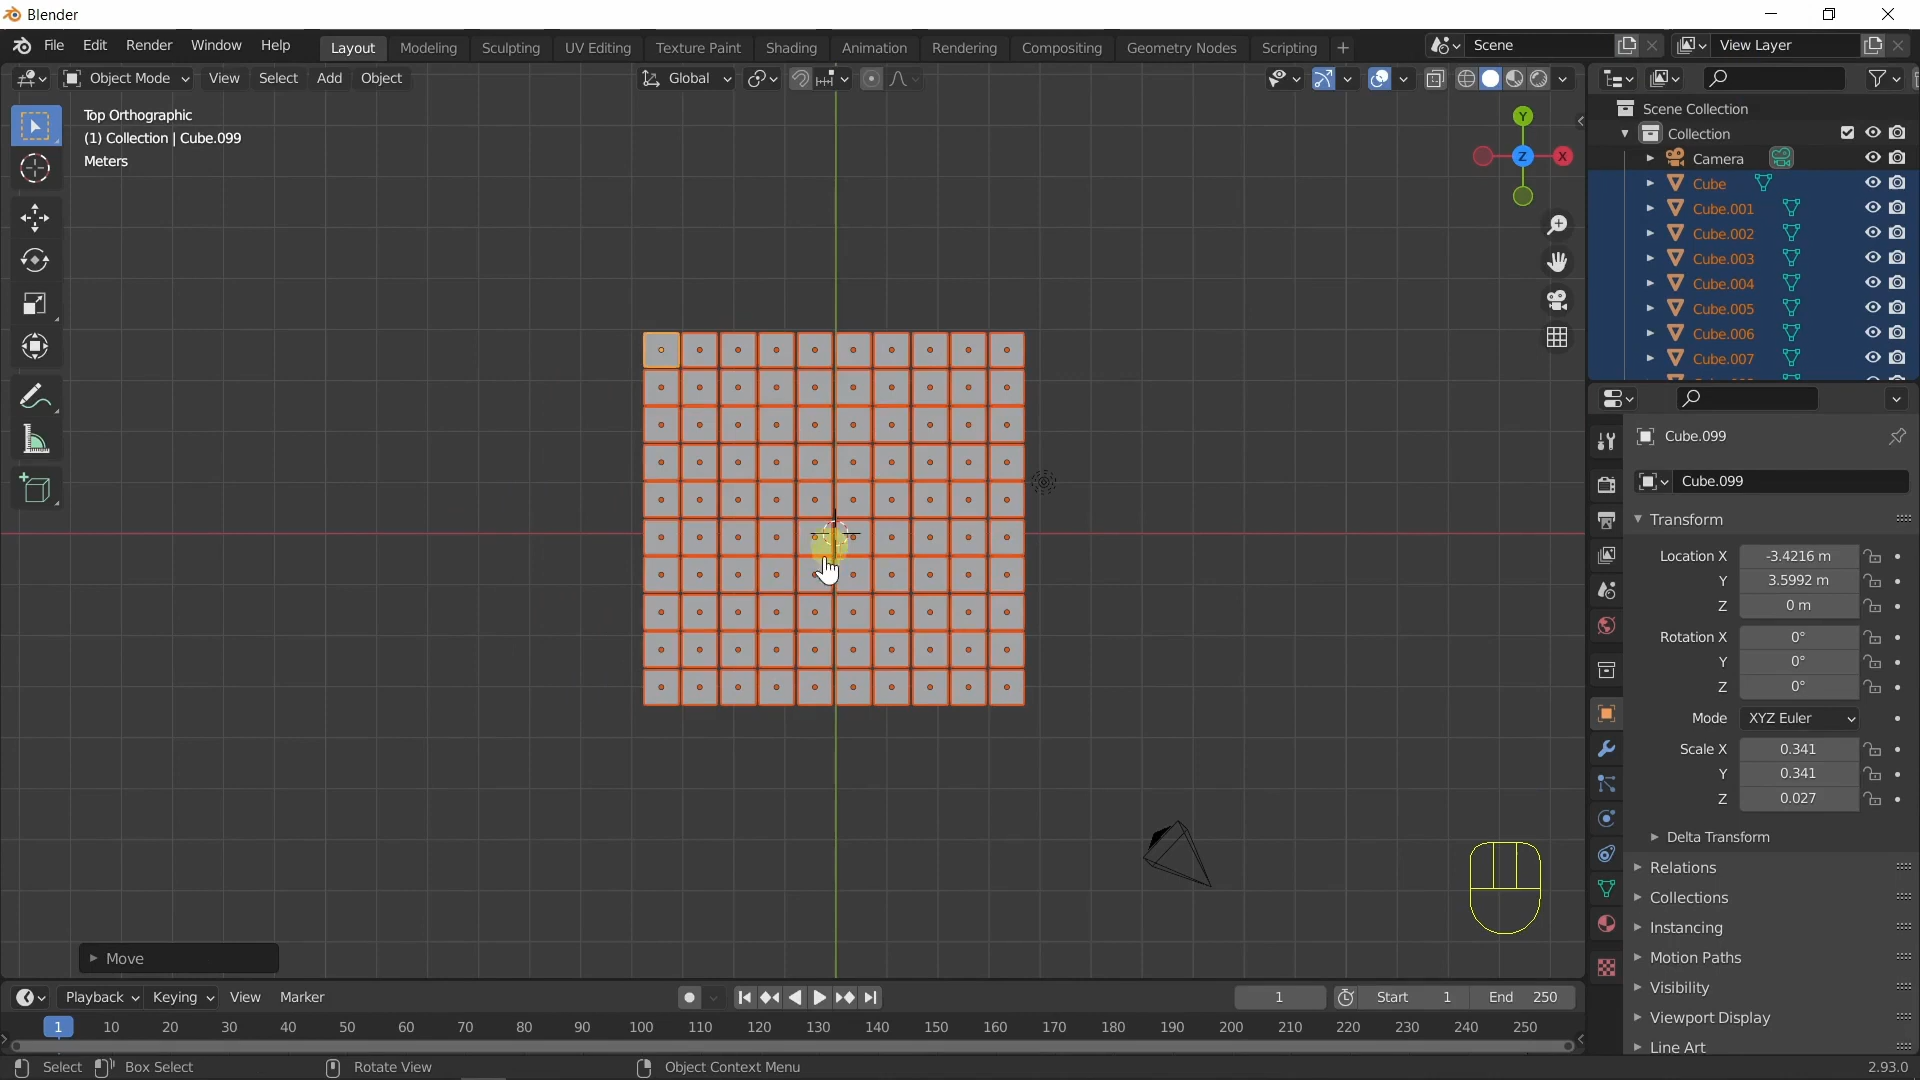 Blender
File Edit Render Window Help Layout Modeling Sculpting UV Editing Texture Paint Shading Animation Rendering Compositing Geometry Nodes Scripting + Scene View Layer
Object Mode View Select Add Object Global
Top Orthographic
(1) Collection | Cube.099
Meters
Y
Z X
Scene Collection
Collection
Camera
Cube
Cube.001
Cube.002
Cube.003
Cube.004
Cube.005
Cube.006
Cube.007
Cube.099
Cube.099
Transform
Location X -3.4216 m
Y 3.5992 m
Z 0 m
Rotation X 0°
Y 0°
Z 0°
Mode XYZ Euler
Scale X 0.341
Y 0.341
Z 0.027
Delta Transform
Relations
Collections
Instancing
Motion Paths
Visibility
Viewport Display
Line Art
Move
Playback Keying View Marker 1 Start 1 End 250
1 10 20 30 40 50 60 70 80 90 100 110 120 130 140 150 160 170 180 190 200 210 220 230 240 250
Select Box Select Rotate View Object Context Menu 2.93.0